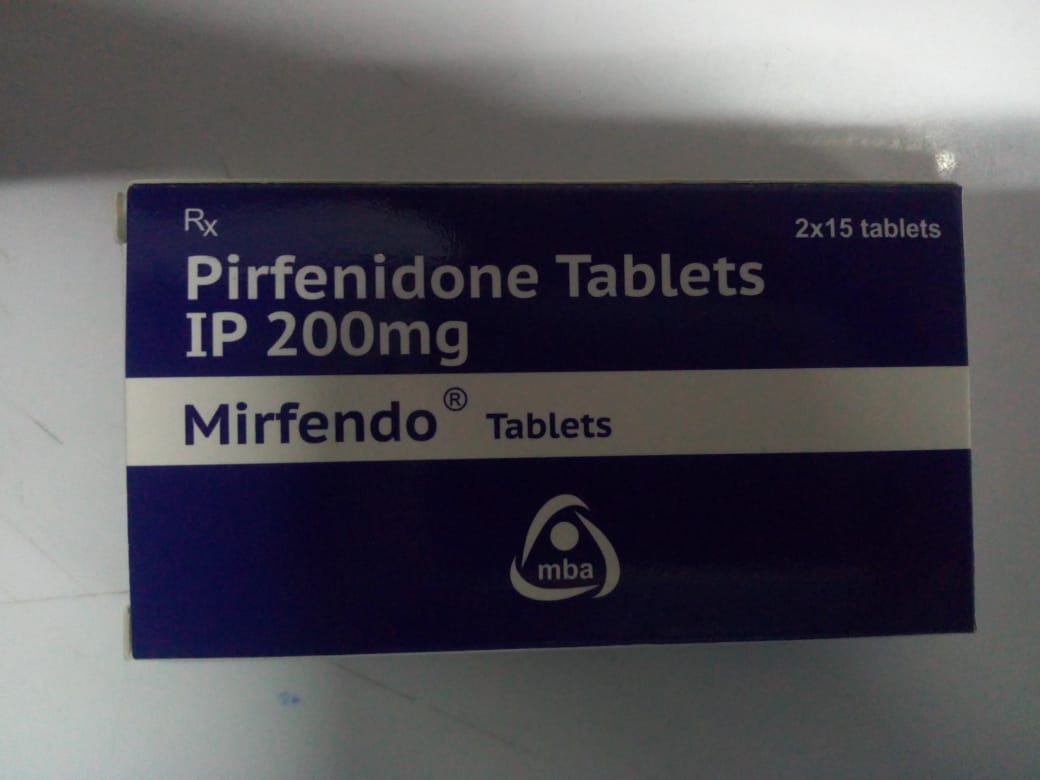 Rx
2x15 tablets
Pirfenidone Tablets
IP 200mg
Mirfendo® Tablets
mba